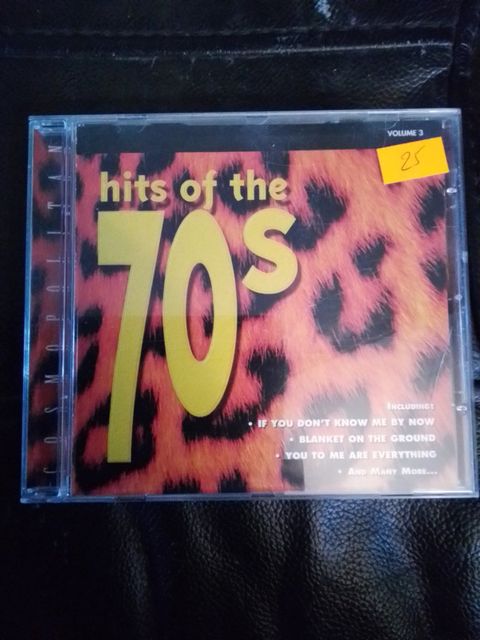 VOLUME 3
25
hits of the
70s
COSMOPOLITAN
INCLUDING:
• IF YOU DON'T KNOW ME BY NOW
• BLANKET ON THE GROUND
• YOU TO ME ARE EVERYTHING
• AND MANY MORE...